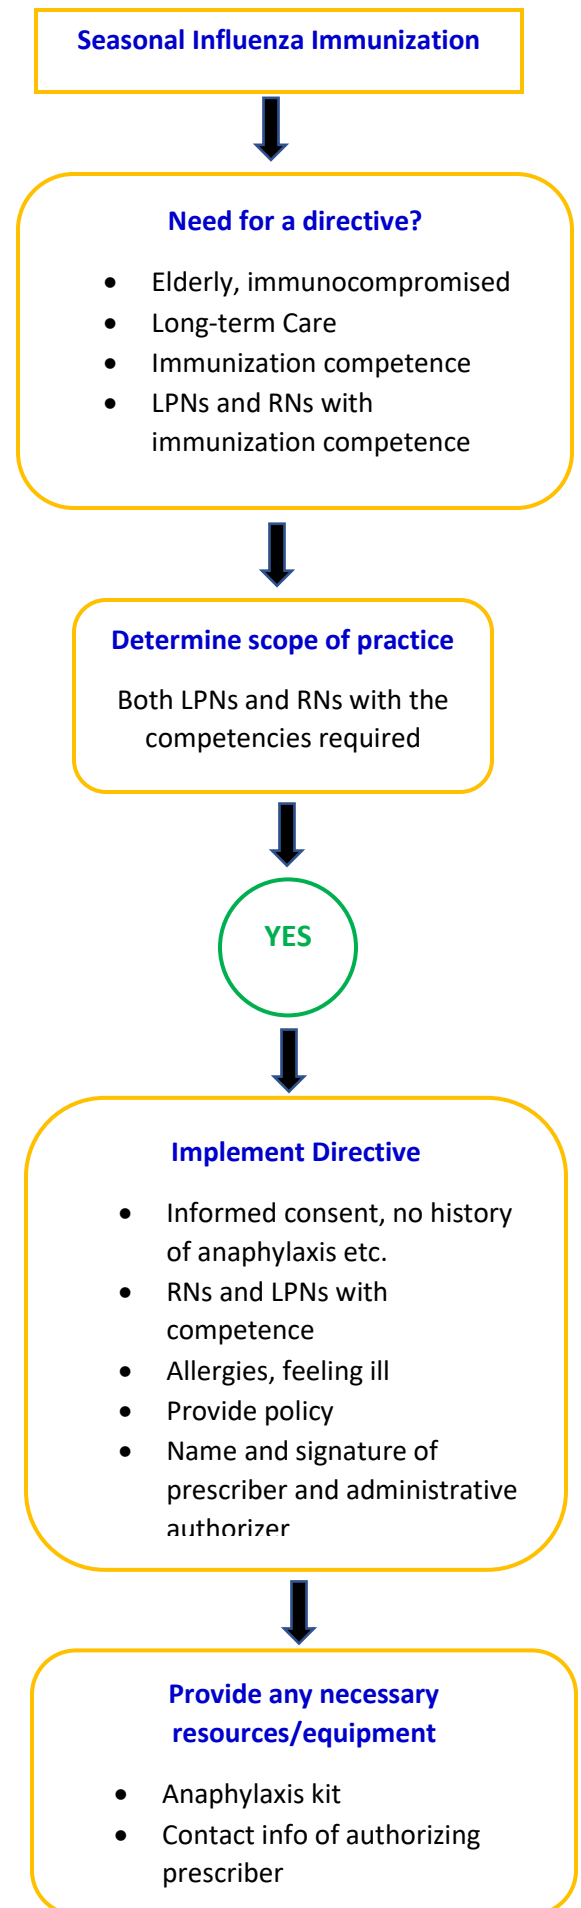 Seasonal Influenza Immunization
Need for a directive?
• Elderly, immunocompromised
• Long-term Care
• Immunization competence
• LPNs and RNs with
immunization competence
Determine scope of practice
Both LPNs and RNs with the
competencies required
YES
Implement Directive
• Informed consent, no history
of anaphylaxis etc.
• RNs and LPNs with
competence
• Allergies, feeling ill
• Provide policy
• Name and signature of
prescriber and administrative
authorizer
Provide any necessary
resources/equipment
• Anaphylaxis kit
• Contact info of authorizing
prescriber